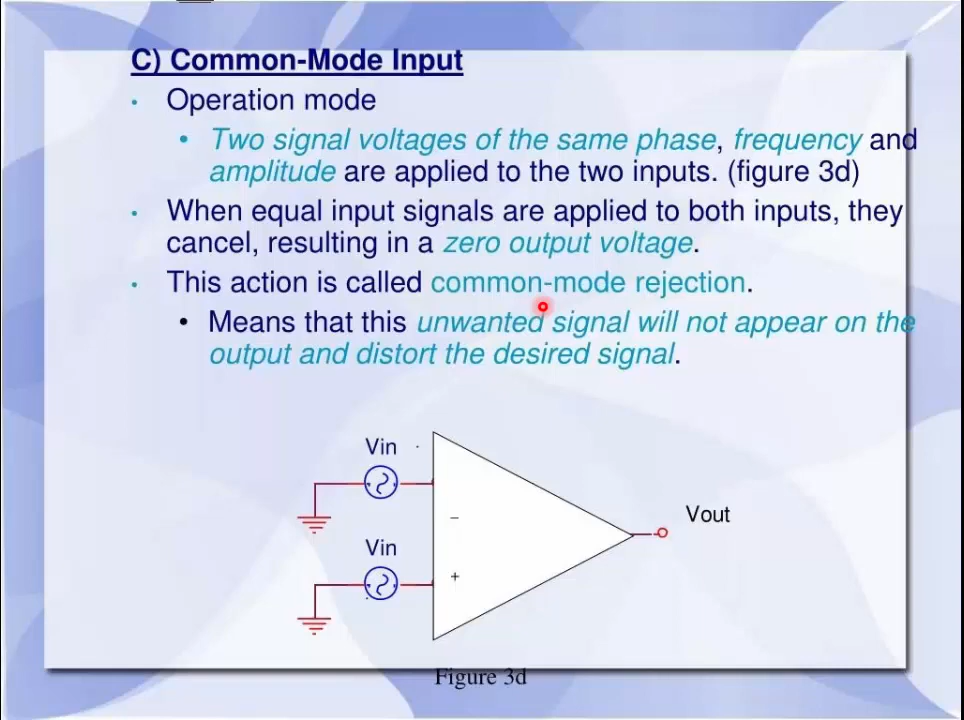 C) Common-Mode Input
• Operation mode
• Two signal voltages of the same phase, frequency and
amplitude are applied to the two inputs. (figure 3d)
• When equal input signals are applied to both inputs, they
cancel, resulting in a zero output voltage.
• This action is called common-mode rejection.
• Means that this unwanted signal will not appear on the
output and distort the desired signal.
Vin
−
Vout
Vin
+
Figure 3d